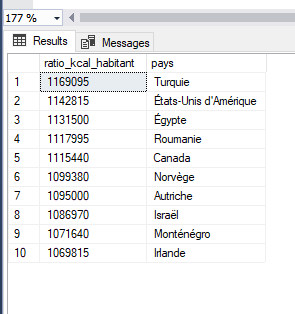 177 %
Results Messages
ratio_kcal_habitant pays
1 1169095 Turquie
2 1142815 États-Unis d'Amérique
3 1131500 Égypte
4 1117995 Roumanie
5 1115440 Canada
6 1099380 Norvège
7 1095000 Autriche
8 1086970 Israël
9 1071640 Monténégro
10 1069815 Irlande